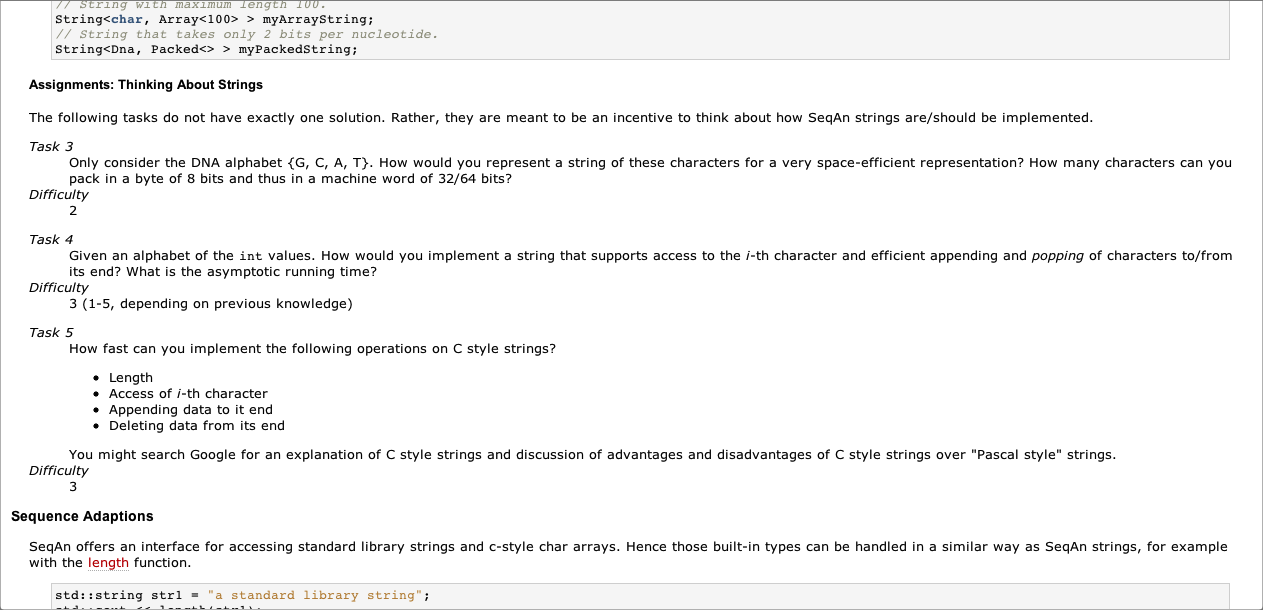 // String with maximum length 100.
String<char, Array<100> > myArrayString;
// String that takes only 2 bits per nucleotide.
String<Dna, Packed<> > myPackedString;
Assignments: Thinking About Strings
The following tasks do not have exactly one solution. Rather, they are meant to be an incentive to think about how SeqAn strings are/should be implemented.
Task 3
Only consider the DNA alphabet {G, C, A, T}. How would you represent a string of these characters for a very space-efficient representation? How many characters can you
pack in a byte of 8 bits and thus in a machine word of 32/64 bits?
Difficulty
2
Task 4
Given an alphabet of the int values. How would you implement a string that supports access to the i-th character and efficient appending and popping of characters to/from
its end? What is the asymptotic running time?
Difficulty
3 (1-5, depending on previous knowledge)
Task 5
How fast can you implement the following operations on C style strings?
• Length
• Access of i-th character
• Appending data to it end
• Deleting data from its end
You might search Google for an explanation of C style strings and discussion of advantages and disadvantages of C style strings over "Pascal style" strings.
Difficulty
3
Sequence Adaptions
SeqAn offers an interface for accessing standard library strings and c-style char arrays. Hence those built-in types can be handled in a similar way as SeqAn strings, for example
with the length function.
std::string str1 = "a standard library string";
std::cout << length(str1);